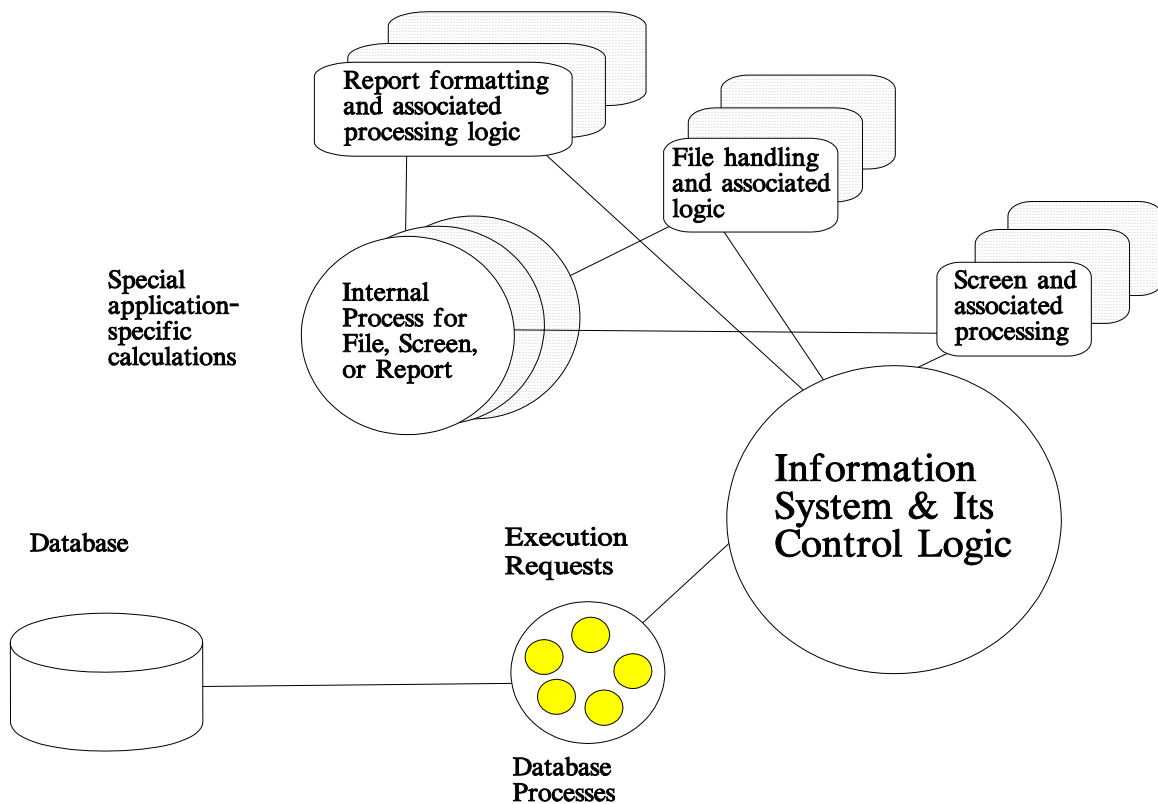 Report formatting
and associated
processing logic
File handling
and associated
logic
Screen and
associated
processing
Special
application-
specific
calculations
Internal
Process for
File, Screen,
or Report
Information
System & Its
Control Logic
Database
Execution
Requests
Database
Processes